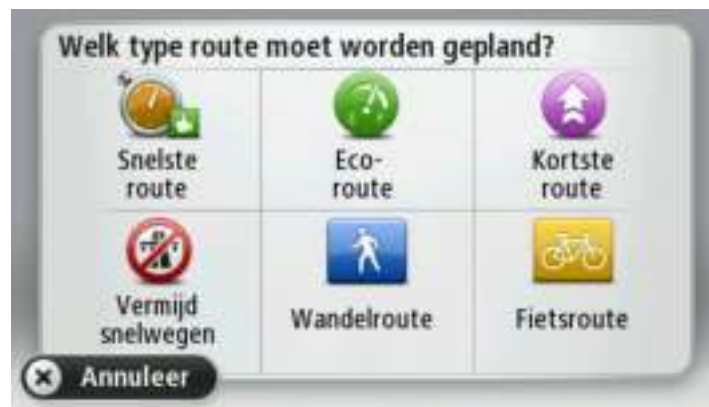 Welk type route moet worden gepland?
Snelste
route
Eco-
route
Kortste
route
Vermijd
snelwegen
Wandelroute
Fietsroute
Annuleer